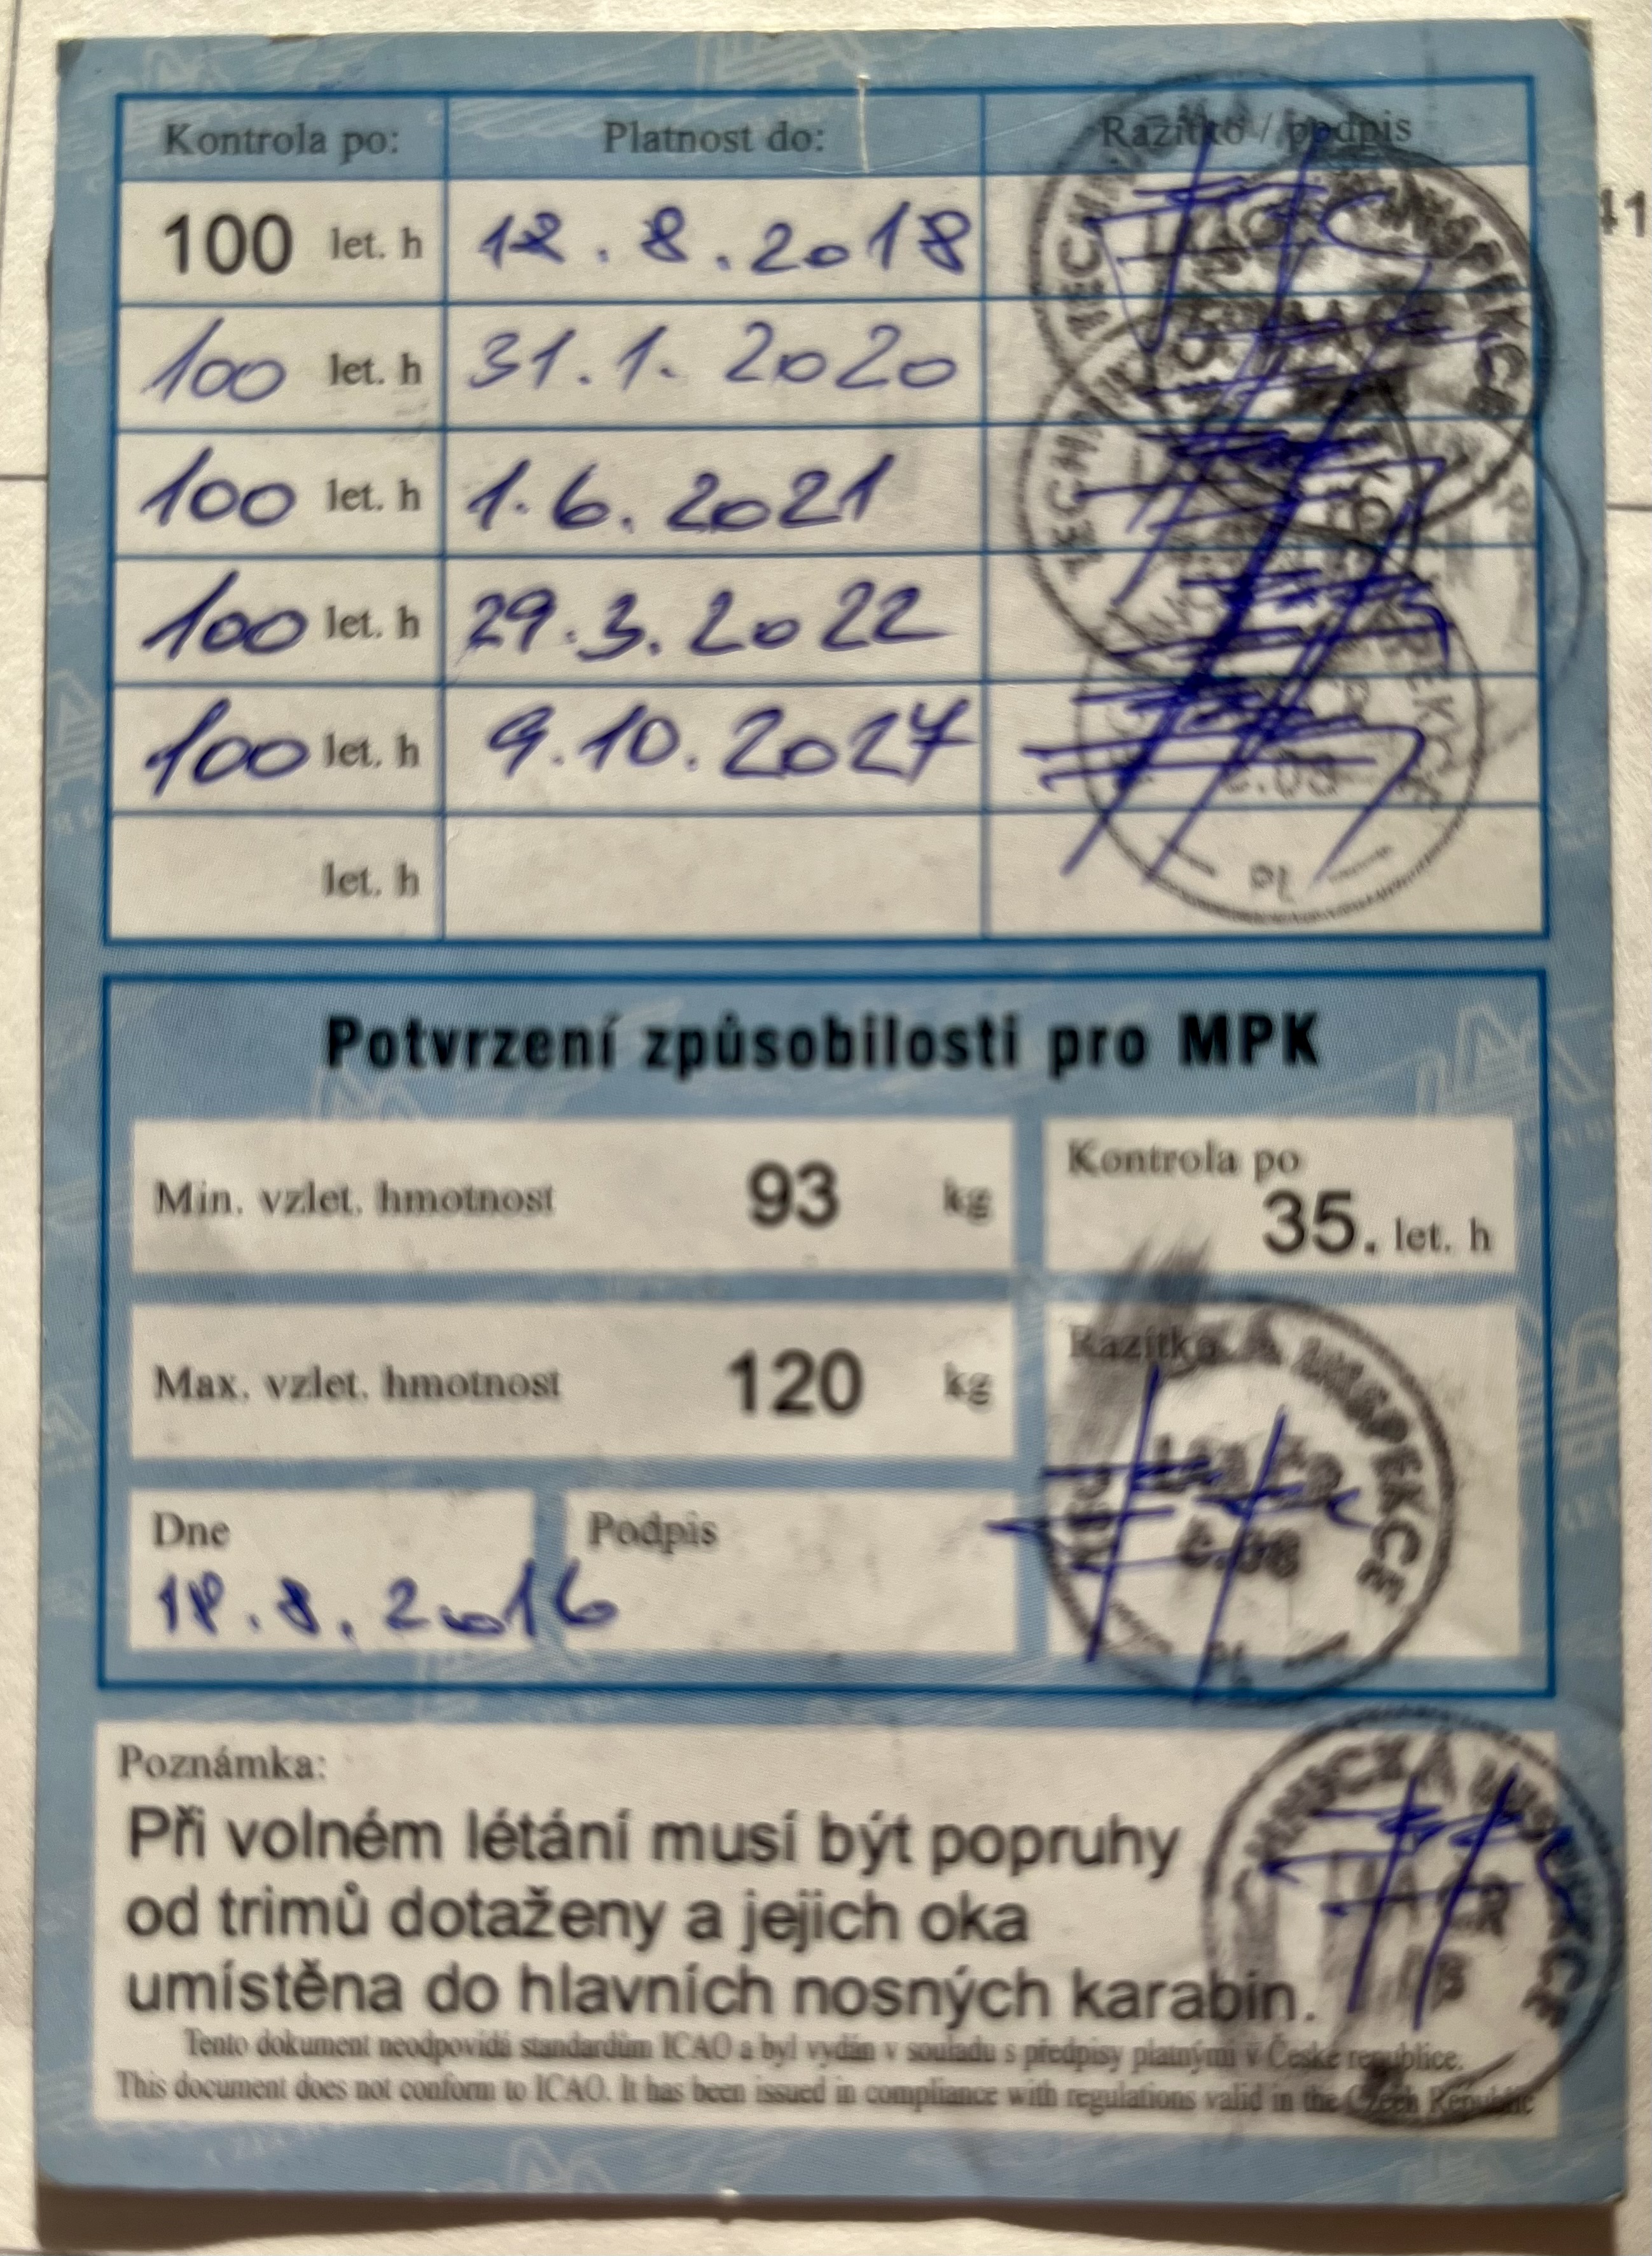 Kontrola po: Platnost do: Razítko / podpis
100 let. h 12.8.2018
100 let. h 31.1.2020
100 let. h 1.6.2021
100 let. h 29.3.2022
100 let. h 9.10.2027
let. h
PL
Potvrzení způsobilosti pro MPK
Min. vzlet. hmotnost 93 kg
Kontrola po
35. let. h
Max. vzlet. hmotnost 120 kg
Razítko
INSPEKCE
Dne
18.8.2016
Podpis
Poznámka:
Při volném létání musí být popruhy
od trimů dotaženy a jejich oka
umístěna do hlavních nosných karabin.
Tento dokument neodpovídá standardům ICAO a byl vydán v souladu s předpisy platnými v České republice.
This document does not conform to ICAO. It has been issued in compliance with regulations valid in the Czech Republic